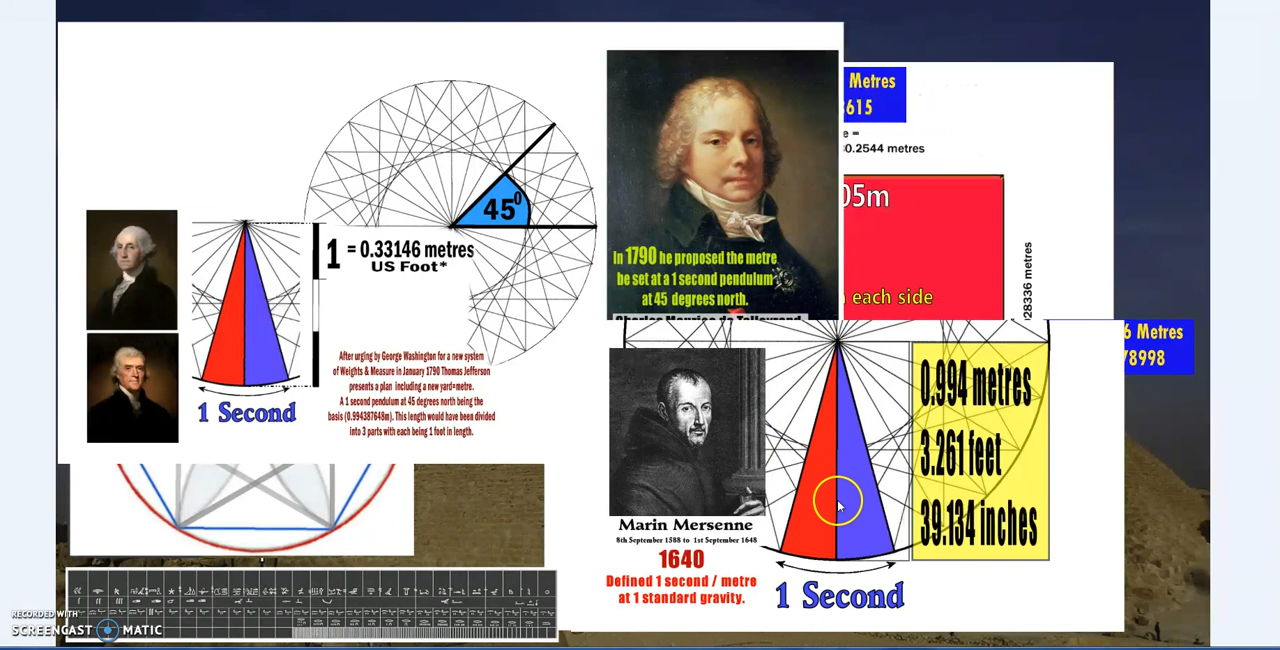 45⁰
1 = 0.33146 metres
US Foot*
1 Second
After urging by George Washington for a new system
of Weights & Measure in January 1790 Thomas Jefferson
presents a plan including a new yard=metre.
A 1 second pendulum at 45 degrees north being the
basis (0.994387648m). This length would have been divided
into 3 parts with each being 1 foot in length.
In 1790 he proposed the metre
be set at a 1 second pendulum
at 45 degrees north.
Metres
615
e =
0.2544 metres
05m
each side
28336 metres
6 Metres
78998
Marin Mersenne
8th September 1588 to 1st September 1648
1640
Defined 1 second / metre
at 1 standard gravity.
1 Second
0.994 metres
3.261 feet
39.134 inches
RECORDED WITH
SCREENCAST MATIC